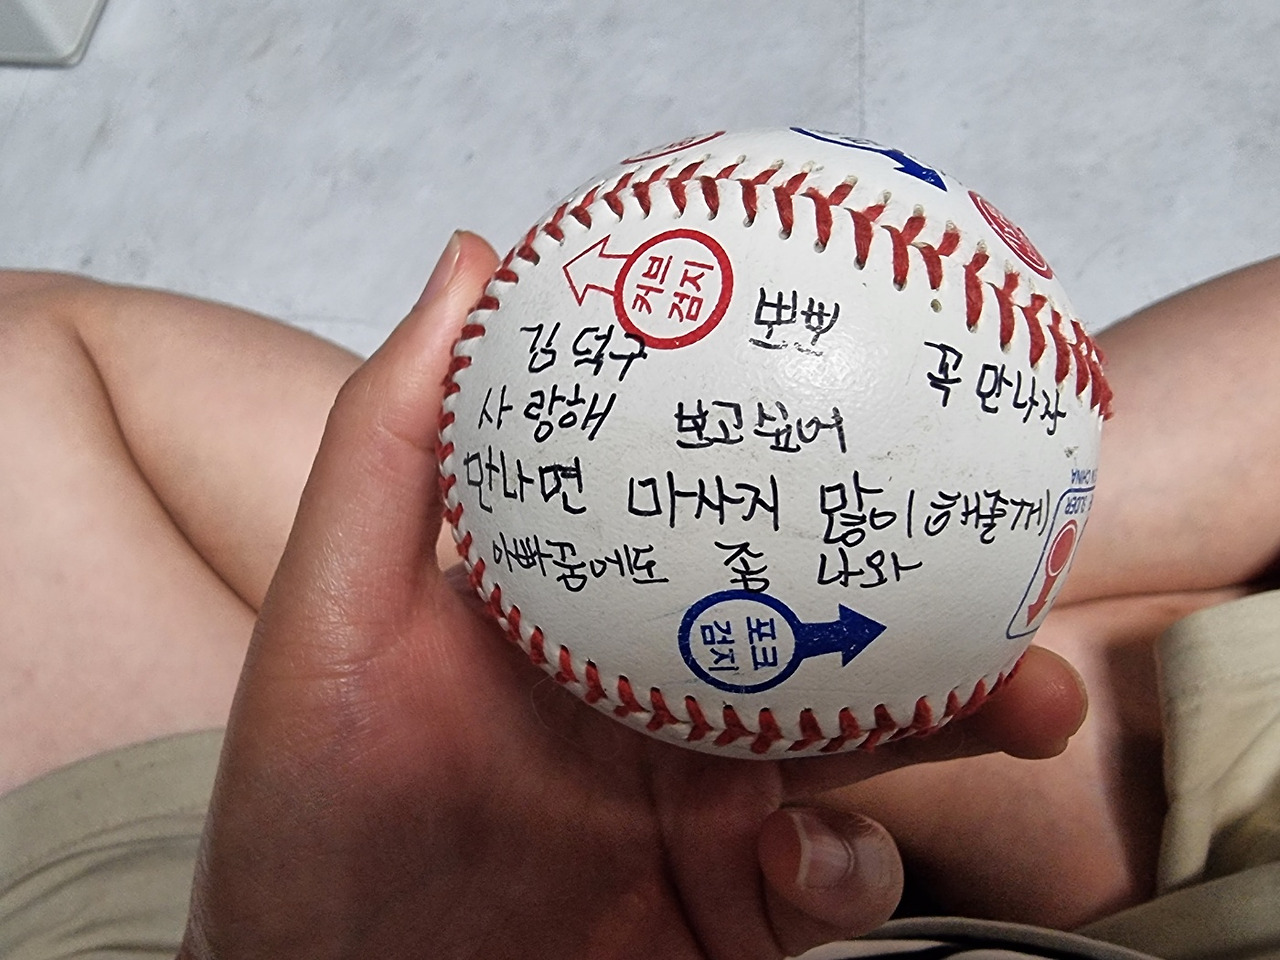 커브
검지
뽀뽀
김덕구
꼭 만나자
사랑해 보고싶어
만나면 마사지 많이 해줄게
아빠꿈에도 좀 나와
포크
검지
CHINA